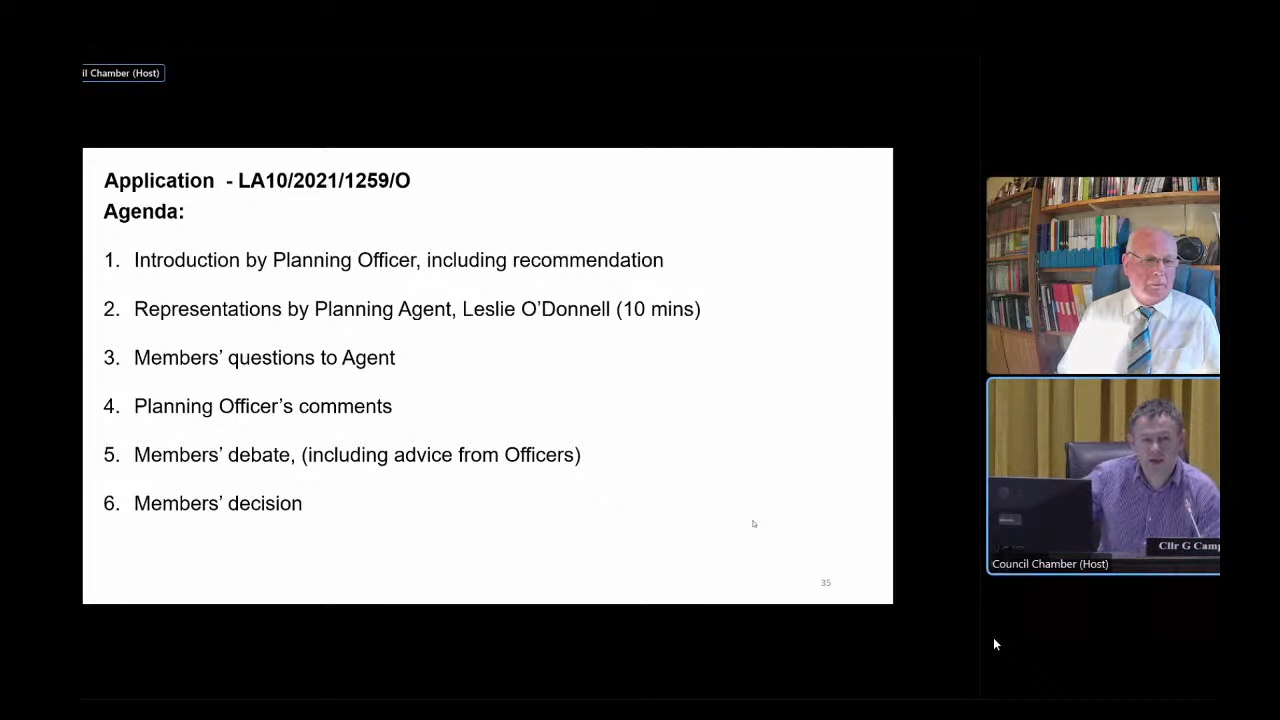 il Chamber (Host)
Application - LA10/2021/1259/O
Agenda:
1. Introduction by Planning Officer, including recommendation
2. Representations by Planning Agent, Leslie O’Donnell (10 mins)
3. Members’ questions to Agent
4. Planning Officer’s comments
5. Members’ debate, (including advice from Officers)
6. Members’ decision
35
Cllr G Camp
Council Chamber (Host)